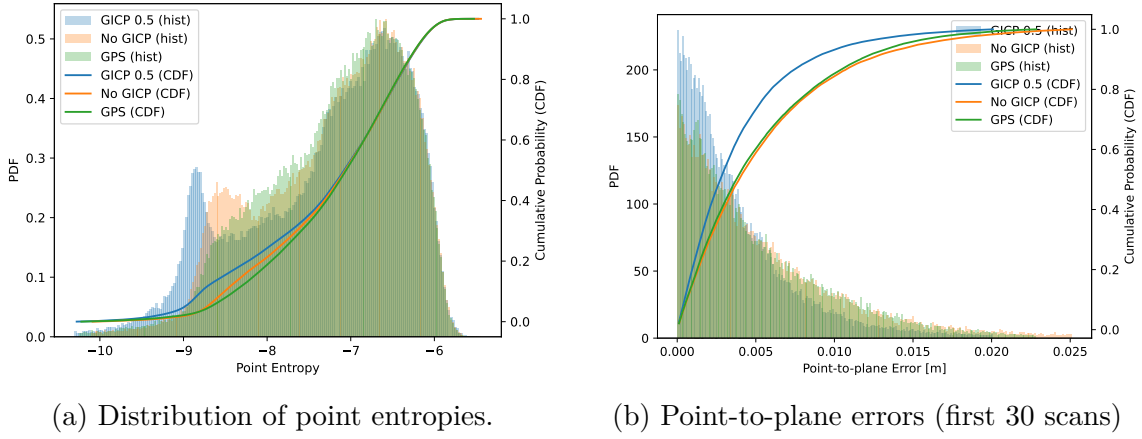 GICP 0.5 (hist)
No GICP (hist)
GPS (hist)
GICP 0.5 (CDF)
No GICP (CDF)
GPS (CDF)
PDF
0.5
0.4
0.3
0.2
0.1
0.0
−10
−9
−8
−7
−6
Point Entropy
1.0
0.8
0.6
0.4
0.2
0.0
Cumulative Probability (CDF)
(a) Distribution of point entropies.
GICP 0.5 (hist)
No GICP (hist)
GPS (hist)
GICP 0.5 (CDF)
No GICP (CDF)
GPS (CDF)
PDF
200
150
100
50
0
0.000
0.005
0.010
0.015
0.020
0.025
Point-to-plane Error [m]
1.0
0.8
0.6
0.4
0.2
0.0
Cumulative Probability (CDF)
(b) Point-to-plane errors (first 30 scans)